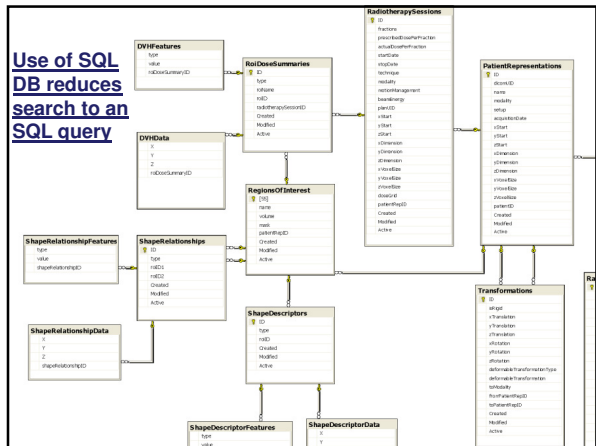 Use of SQL
DB reduces
search to an
SQL query
DVHFeatures
type
value
roiDoseSummaryID
DVHData
X
Y
Z
roiDoseSummaryID
RoiDoseSummaries
ID
type
roiName
roiID
radiotherapySessionID
Created
Modified
Active
RadiotherapySessions
ID
fractions
prescribedDosePerFraction
actualDosePerFraction
startDate
stopDate
technique
modality
motionManagement
beamEnergy
planUID
xStart
yStart
zStart
xDimension
yDimension
zDimension
xVoxelSize
yVoxelSize
zVoxelSize
doseUnit
patientRepID
Created
Modified
Active
PatientRepresentations
ID
dicomUID
name
modality
setup
acquisitionDate
xStart
yStart
zStart
xDimension
yDimension
zDimension
xVoxelSize
yVoxelSize
zVoxelSize
patientID
Created
Modified
Active
RegionsOfInterest
name
volume
mask
patientRepID
Created
Modified
Active
ShapeRelationshipFeatures
type
value
shapeRelationshipID
ShapeRelationships
ID
type
roiID1
roiID2
Created
Modified
Active
ShapeRelationshipData
X
Y
Z
shapeRelationshipID
ShapeDescriptors
ID
type
roiID
Created
Modified
Active
Transformations
ID
isRigid
xTranslation
yTranslation
zTranslation
xRotation
yRotation
zRotation
deformableTransformationType
deformableTransformation
toModality
fromPatientRepID
toPatientRepID
Created
Modified
Active
Ra
ShapeDescriptorFeatures
type
value
ShapeDescriptorData
X
Y